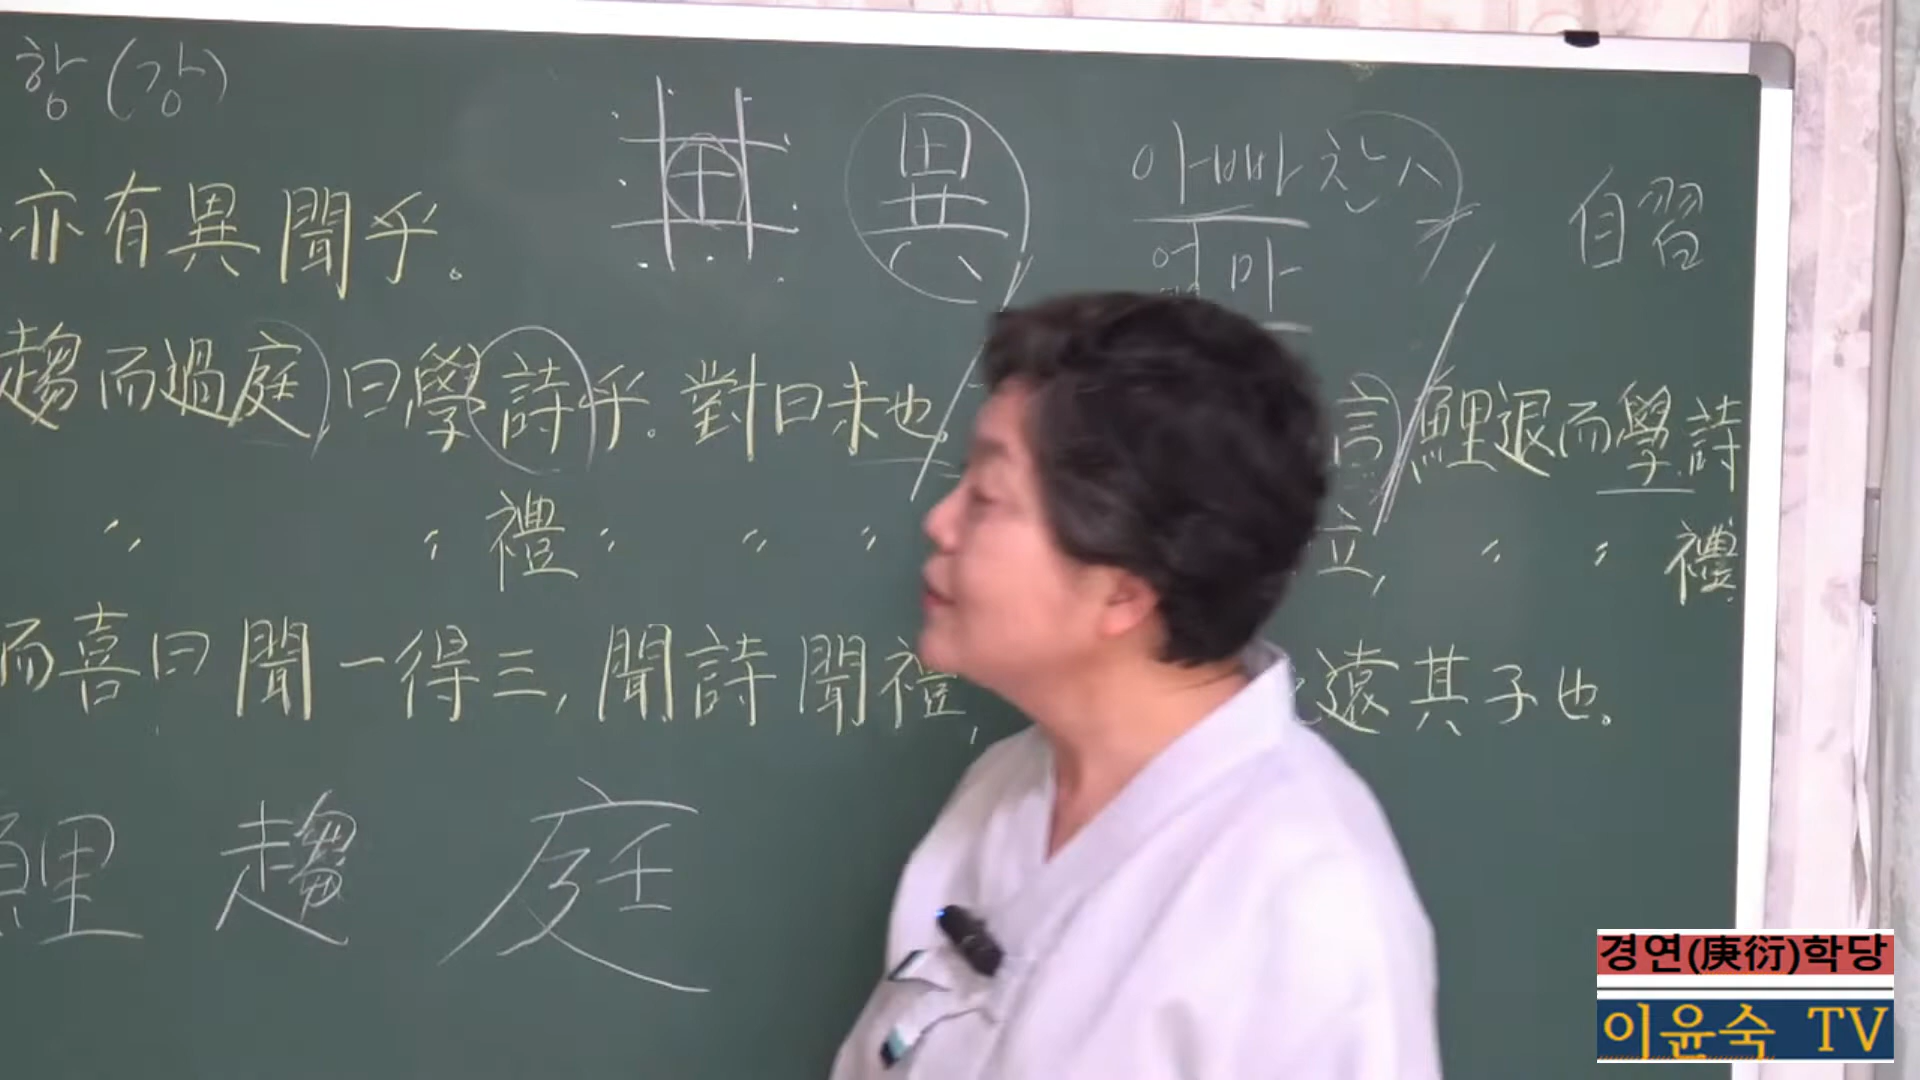 항 (강)
田 異 아빠 찬스 自習
엄마
亦有異聞乎。
趨而過庭曰學詩乎.對曰未也。 言鯉退而學詩
〃 〃 禮 〃 〃 〃 立, 〃 〃 禮
而喜曰聞一得三,聞詩聞禮, 遠其子也。
鯉 趨 庭
경연(庚衍)학당
이윤숙 TV